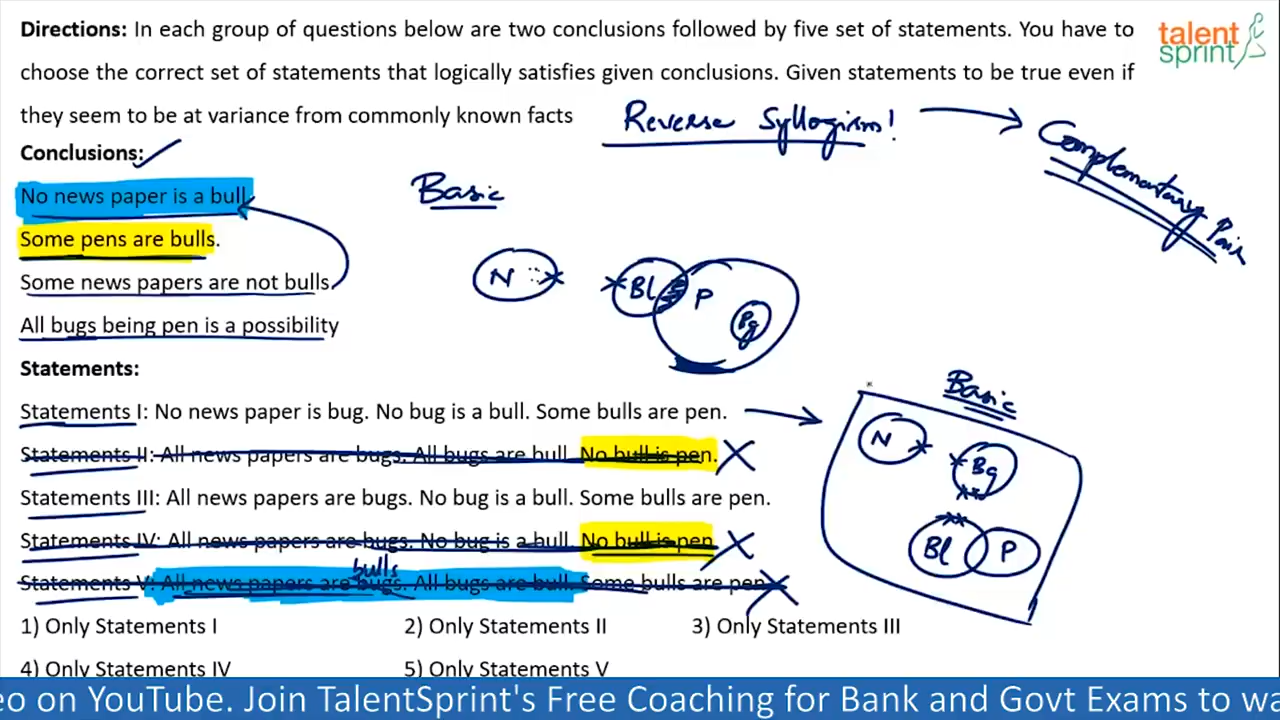 Directions: In each group of questions below are two conclusions followed by five set of statements. You have to
talent
sprint
choose the correct set of statements that logically satisfies given conclusions. Given statements to be true even if
they seem to be at variance from commonly known facts
Reverse Syllogism!
Complementary Pair
Conclusions:
Basic
No news paper is a bull
Some pens are bulls.
Some news papers are not bulls
N
Bl
P
Bg
All bugs being pen is a possibility
Statements:
Basic
Statements I: No news paper is bug. No bug is a bull. Some bulls are pen.
N
Statements II: All news papers are bugs. All bugs are bull. No bull is pen.
Bg
Statements III: All news papers are bugs. No bug is a bull. Some bulls are pen.
Statements IV: All news papers are bugs. No bug is a bull. No bull is pen
Bl
P
bulls
Statements V: All news papers are bugs. All bugs are bull. Some bulls are pen
1) Only Statements I
2) Only Statements II
3) Only Statements III
4) Only Statements IV
5) Only Statements V
eo on YouTube. Join TalentSprint's Free Coaching for Bank and Govt Exams to wa